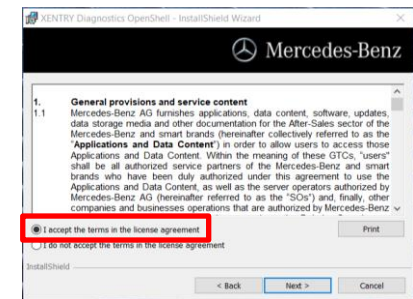 XENTRY Diagnostics OpenShell - InstallShield Wizard
Mercedes-Benz
1. General provisions and service content
1.1 Mercedes-Benz AG furnishes applications, data content, software, updates,
data storage media and other documentation for the After-Sales sector of the
Mercedes-Benz and smart brands (hereinafter collectively referred to as the
"Applications and Data Content") in order to allow users to access those
Applications and Data Content. Within the meaning of these GTCs, "users"
shall be all authorized service partners of the Mercedes-Benz and smart
brands who have been duly authorized under this agreement to use the
Applications and Data Content, as well as the server operators authorized by
Mercedes-Benz AG (hereinafter referred to as the "SOs") and, finally, other
companies and businesses operations that are authorized by Mercedes-Benz
I accept the terms in the license agreement
Print
I do not accept the terms in the license agreement
InstallShield
< Back
Next >
Cancel